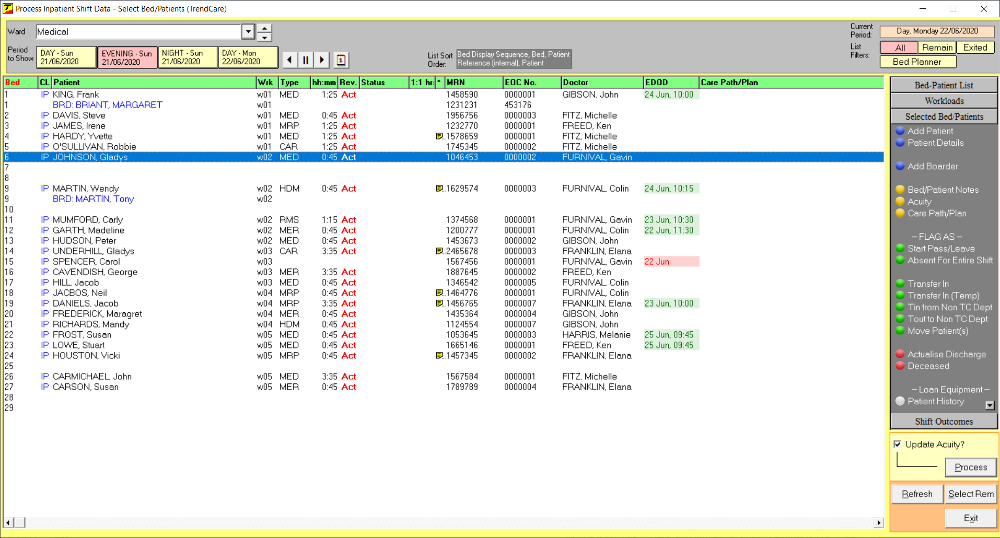 Process Inpatient Shift Data - Select Bed/Patients (TrendCare)
Ward Medical
Period to Show
DAY - Sun 21/06/2020
EVENING - Sun 21/06/2020
NIGHT - Sun 21/06/2020
DAY - Mon 22/06/2020
1
List Sort Order:
Bed Display Sequence, Bed, Patient
Reference (internal), Patient
Current Period: Day, Monday 22/06/2020
List Filters: All Remain Exited
Bed Planner
Bed CL Patient Wrk Type hh:mm Rev. Status 1:1 hr: * MRN EOC No. Doctor EDOD Care Path/Plan
1 IP KING, Frank w01 MED 1:25 Act 1458590 0000001 GIBSON, John 24 Jun, 10:00
1 BRD: BRIANT, MARGARET w01 1231231 453176
2 IP DAVIS, Steve w01 MED 0:45 Act 1956756 0000003 FITZ, Michelle
3 IP JAMES, Irene w01 MRP 1:25 Act 1232770 0000001 FREED, Ken
4 IP HARDY, Yvette w01 MED 1:25 Act ..1578659 0000001 FITZ, Michelle
5 IP O'SULLIVAN, Robbie w01 CAR 1:25 Act 1745345 0000002 FITZ, Michelle
6 IP JOHNSON, Gladys w02 MED 0:45 Act 1046453 0000002 FURNIVAL, Gavin
7
8
9 IP MARTIN, Wendy w02 HDM 0:45 Act ..1629574 0000003 FURNIVAL, Colin 24 Jun, 10:15
9 BRD: MARTIN, Tony w02
10
11 IP MUMFORD, Carly w02 RMS 1:15 Act 1374568 0000001 FURNIVAL, Gavin 23 Jun, 10:30
12 IP GARTH, Madeline w02 MER 0:45 Act 1200777 0000001 FURNIVAL, Colin 22 Jun, 11:30
13 IP HUDSON, Peter w02 MED 0:45 Act 1453673 0000002 GIBSON, John
14 IP UNDERHILL, Gladys w03 CAR 3:35 Act ..2465678 0000003 FRANKLIN, Elana
15 IP SPENCER, Carol w03 1567456 0000001 FURNIVAL, Gavin 22 Jun
16 IP CAVENDISH, George w03 MER 3:35 Act 1887645 0000002 FREED, Ken
17 IP HILL, Jacob w03 MED 0:45 Act 1346542 0000005 FURNIVAL, Colin
18 IP JACBOS, Neil w04 MRP 0:45 Act ..1464776 0000001 FURNIVAL, Colin
19 IP DANIELS, Jacob w04 MRP 3:35 Act ..1456765 0000007 FRANKLIN, Elana 23 Jun, 10:00
20 IP FREDERICK, Maragret w04 MER 0:45 Act 1435364 0000004 GIBSON, John
21 IP RICHARDS, Mandy w04 HDM 0:45 Act 1124554 0000007 GIBSON, John
22 IP FROST, Susan w05 MED 0:45 Act 1053645 0000003 HARRIS, Melanie 25 Jun, 09:45
23 IP LOWE, Stuart w05 MED 0:45 Act 1665146 0000001 FREED, Ken 25 Jun, 09:45
24 IP HOUSTON, Vicki w05 MRP 0:45 Act ..1457345 0000002 FRANKLIN, Elana
25
26 IP CARMICHAEL, John w05 MED 3:35 Act 1567584 0000001 FITZ, Michelle
27 IP CARSON, Susan w05 MER 0:45 Act 1789789 0000004 FRANKLIN, Elana
28
29
Bed-Patient List
Workloads
Selected Bed/Patients
Add Patient
Patient Details
Add Boarder
Bed/Patient Notes
Acuity
Care Path/Plan
– FLAG AS –
Start Pass/Leave
Absent For Entire Shift
Transfer In
Transfer In (Temp)
Tin from Non TC Dept
Tout to Non TC Dept
Move Patient(s)
Actualise Discharge
Deceased
– Loan Equipment –
Patient History
Shift Outcomes
Update Acuity?
Process
Refresh Select Rem
Exit